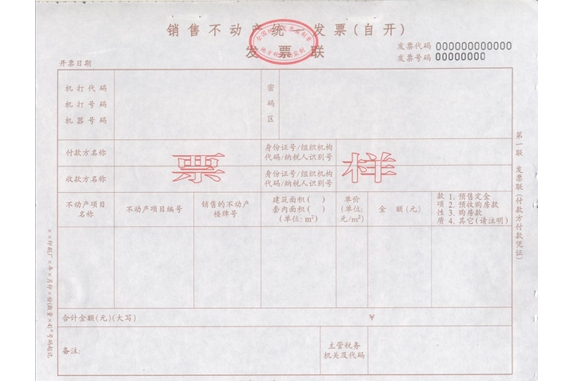 销售不动产统一发票(自开)
发票联
发票代码 000000000000
发票号码 00000000
开票日期
机打代码
机打号码
机器号码
密码区
付款方名称
身份证号/组织机构代码/纳税人识别号
收款方名称
身份证号/组织机构代码/纳税人识别号
票样
不动产项目名称
不动产项目编号
销售的不动产楼牌号
建筑面积( )
套内面积( )
(单位:m²)
单价(单位:元/m²)
金 额(元)
款项性质
1. 预售定金
2. 预收购房款
3. 购房款
4. 其它(请注明)
合计金额(元)(大写)
¥
备注:
主管税务机关及代码
第一联 发票联(付款方付款凭证)